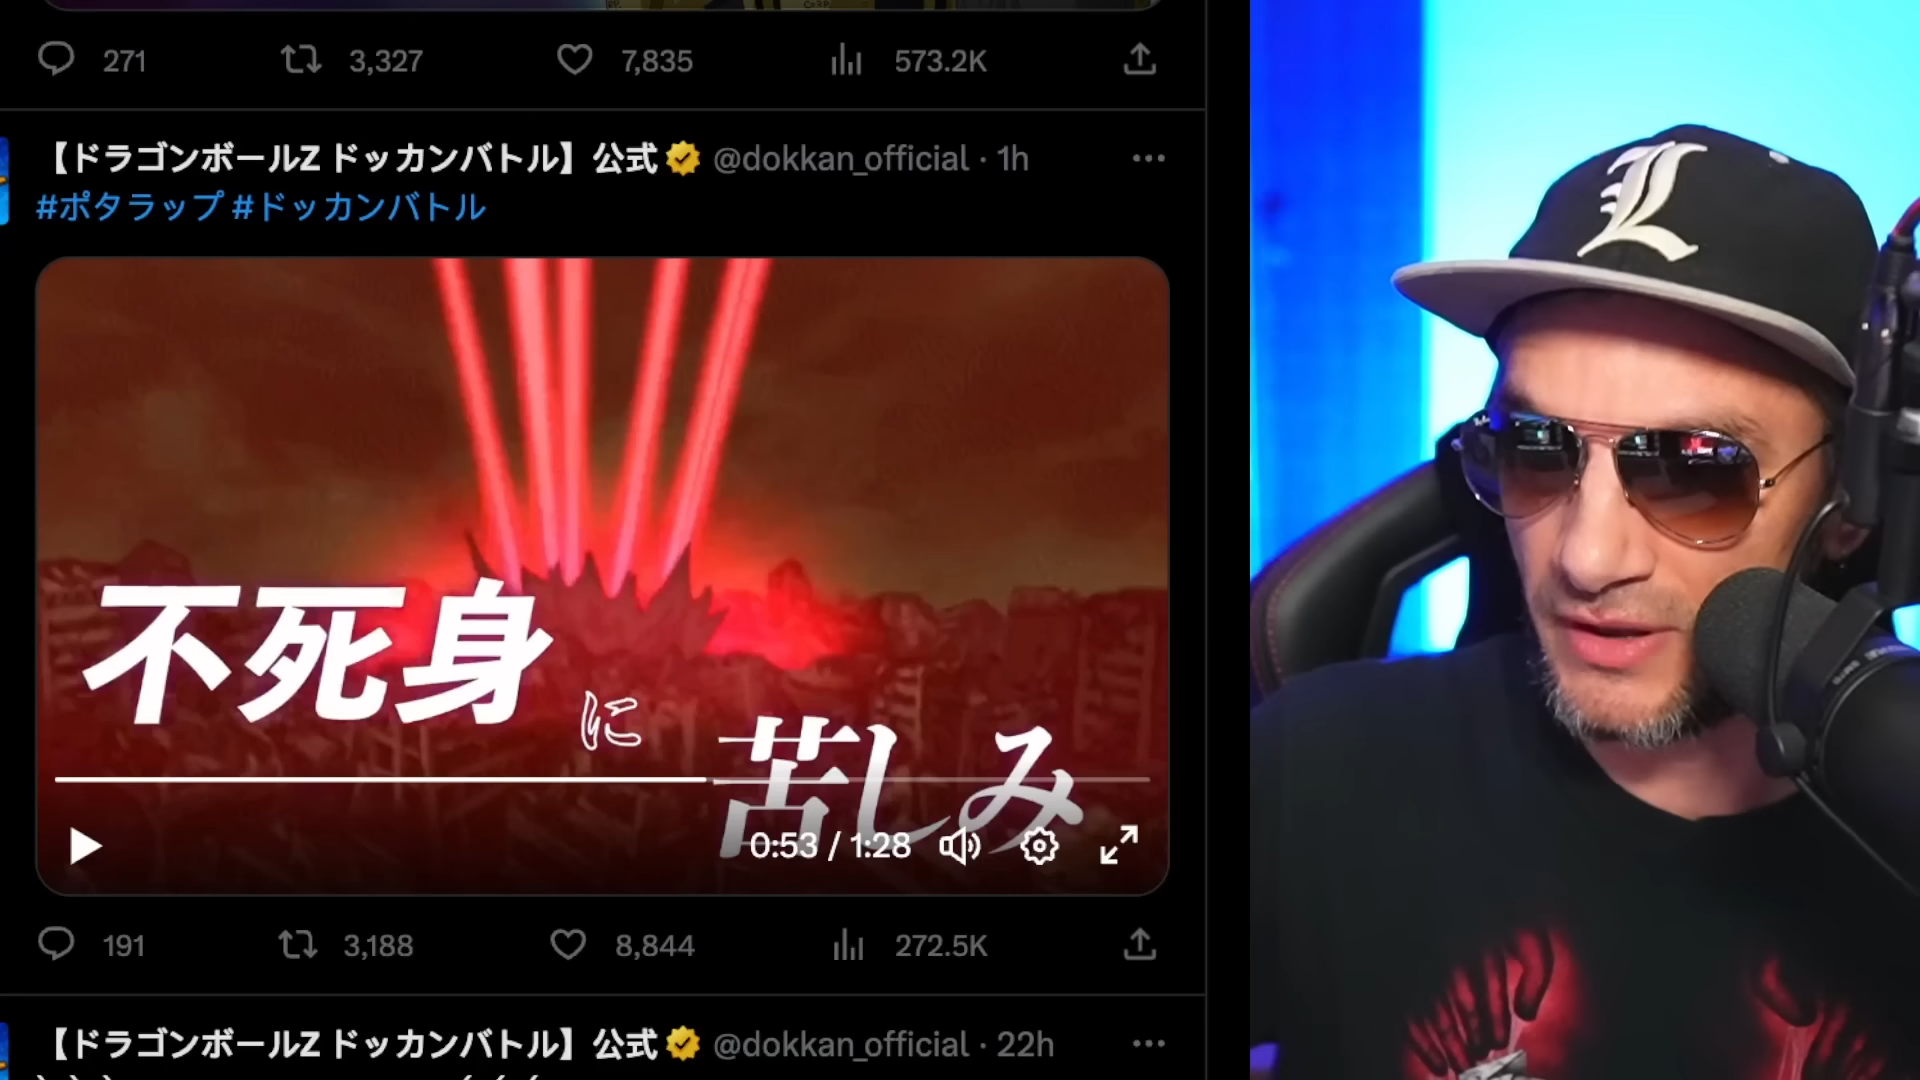 271 3,327 7,835 573.2K
【ドラゴンボールZ ドッカンバトル】公式 @dokkan_official · 1h
#ポタラップ #ドッカンバトル
不死身
に
苦しみ
0:53 / 1:28
191 3,188 8,844 272.5K
【ドラゴンボールZ ドッカンバトル】公式 @dokkan_official · 22h
L